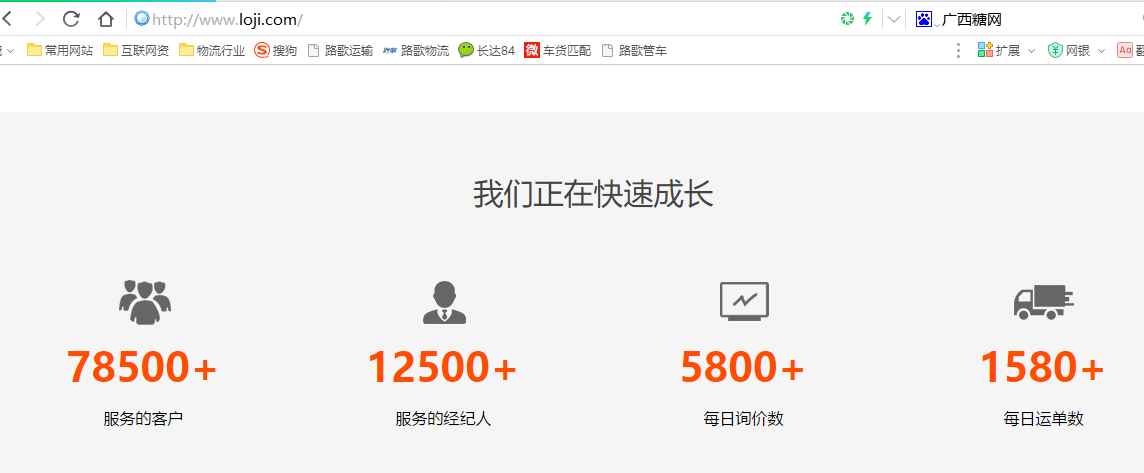 http://www.loji.com/ 广西糖网
常用网站 互联网资 物流行业 搜狗 路歌运输 路歌物流 长达84 微 车货匹配 路歌管车 扩展 网银 Aa
我们正在快速成长
78500+ 12500+ 5800+ 1580+
服务的客户 服务的经纪人 每日询价数 每日运单数